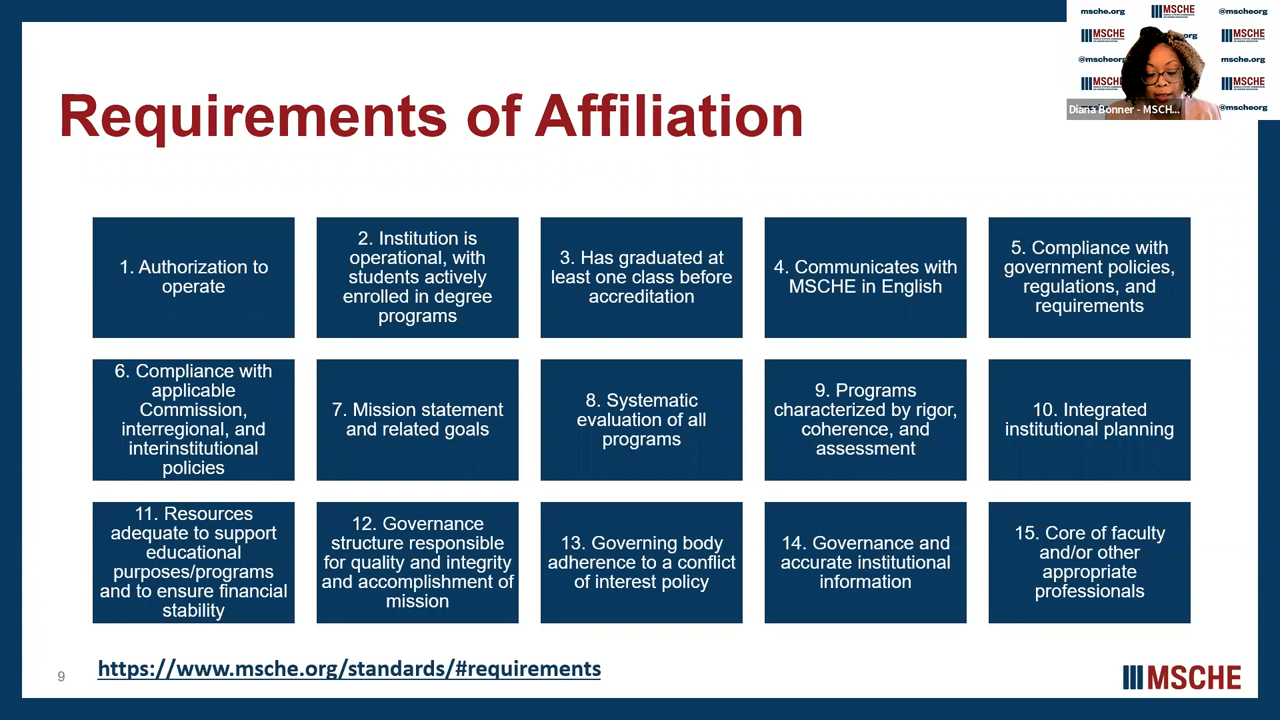 msche.org
MSCHE
@mscheorg
MSCHE
MSCHE
@mscheorg
msche.org
MSCHE
MSCHE
Diana Bonner - MSCH...
@mscheorg
Requirements of Affiliation
1. Authorization to
operate
2. Institution is
operational, with
students actively
enrolled in degree
programs
3. Has graduated at
least one class before
accreditation
4. Communicates with
MSCHE in English
5. Compliance with
government policies,
regulations, and
requirements
6. Compliance with
applicable
Commission,
interregional, and
interinstitutional
policies
7. Mission statement
and related goals
8. Systematic
evaluation of all
programs
9. Programs
characterized by rigor,
coherence, and
assessment
10. Integrated
institutional planning
11. Resources
adequate to support
educational
purposes/programs
and to ensure financial
stability
12. Governance
structure responsible
for quality and integrity
and accomplishment of
mission
13. Governing body
adherence to a conflict
of interest policy
14. Governance and
accurate institutional
information
15. Core of faculty
and/or other
appropriate
professionals
9
https://www.msche.org/standards/#requirements
MSCHE